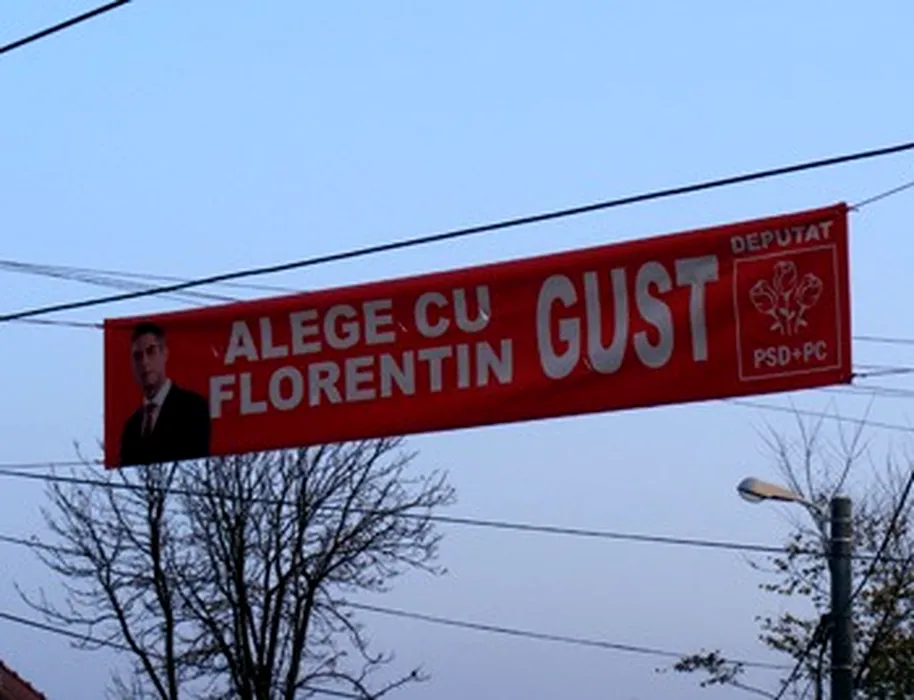 ALEGE CU
FLORENTIN
GUST
DEPUTAT
PSD+PC